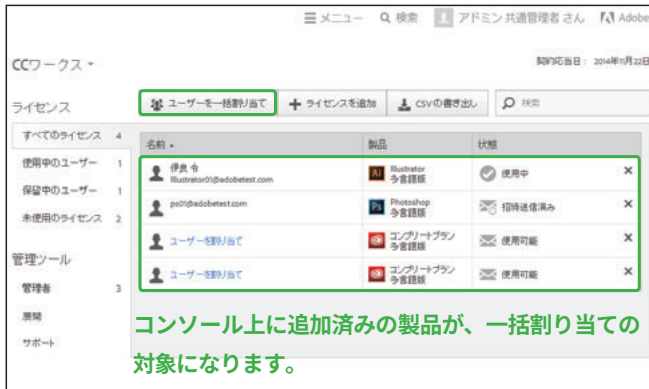 メニュー 検索 アドミン 共通管理者 さん Adobe
CCワークス
契約応当日： 2014年11月22日
ライセンス
ユーザーを一括割り当て ライセンスを追加 CSVの書き出し 検索
すべてのライセンス 4
使用中のユーザー 1
保留中のユーザー 1
未使用のライセンス 2
管理ツール
管理者 3
展開
サポート
名前 製品 状態
伊良 令 Illustrator 使用中
illustrator01@adobetest.com 多言語版
ps01@adobetest.com Photoshop 招待送信済み
多言語版
ユーザーを割り当て コンプリートプラン 使用可能
多言語版
ユーザーを割り当て コンプリートプラン 使用可能
多言語版
コンソール上に追加済みの製品が、一括割り当ての
対象になります。